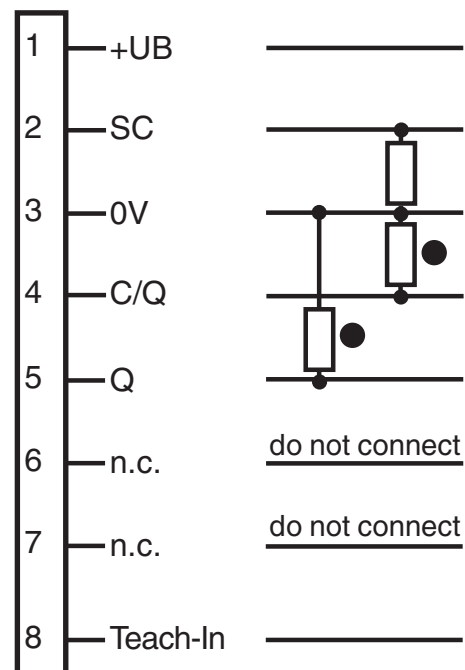 1 +UB
2 SC
3 0V
4 C/Q
5 Q
6 n.c. do not connect
7 n.c. do not connect
8 Teach-In